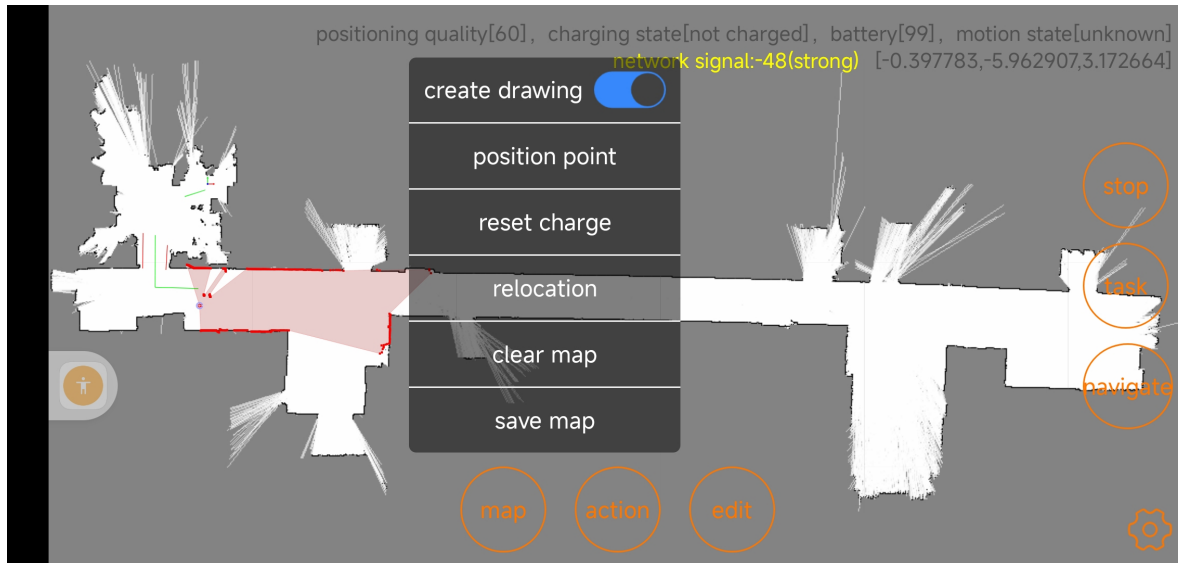 positioning quality[60], charging state[not charged], battery[99], motion state[unknown]
network signal:-48(strong) [-0.397783,-5.962907,3.172664]
create drawing
position point
reset charge
relocation
clear map
save map
stop
task
navigate
map
action
edit